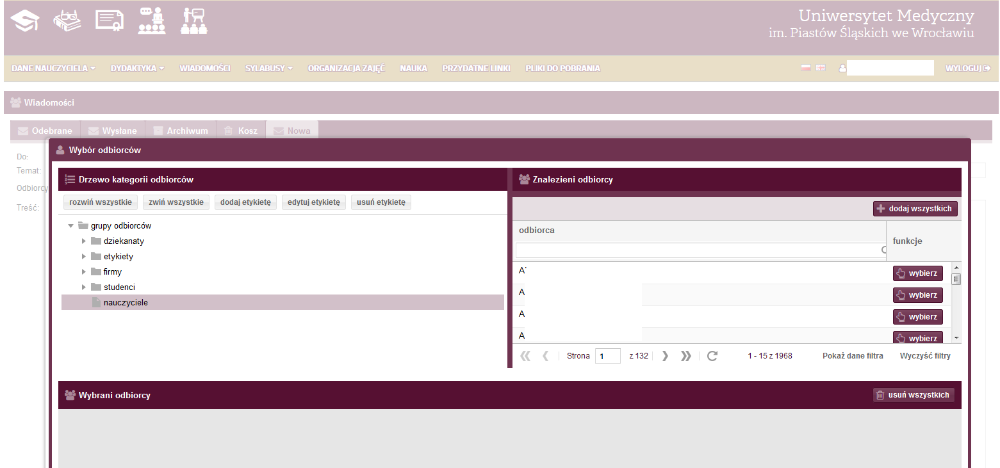 Uniwersytet Medyczny
im. Piastów Śląskich we Wrocławiu
DANE NAUCZYCIELA DYDAKTYKA WIADOMOŚCI SYLABUSY ORGANIZACJA ZAJĘĆ NAUKA PRZYDATNE LINKI PLIKI DO POBRANIA WYLOGUJ
Wiadomości
Odebrane Wysłane Archiwum Kosz Nowa
Do:
Temat:
Odbiorcy
Treść:
Wybór odbiorców
Drzewo kategorii odbiorców
rozwiń wszystkie zwiń wszystkie dodaj etykietę edytuj etykietę usuń etykietę
grupy odbiorców
dziekanaty
etykiety
firmy
studenci
nauczyciele
Znalezieni odbiorcy
dodaj wszystkich
odbiorca
funkcje
A wybierz
A wybierz
A wybierz
A wybierz
Strona 1 z 132 1 - 15 z 1968 Pokaż dane filtra Wyczyść filtry
Wybrani odbiorcy
usuń wszystkich